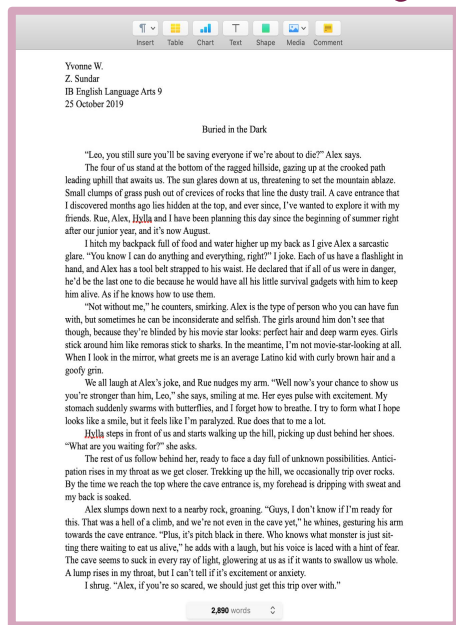 Insert Table Chart Text Shape Media Comment
Yvonne W.
Z. Sundar
IB English Language Arts 9
25 October 2019
Buried in the Dark
“Leo, you still sure you’ll be saving everyone if we’re about to die?” Alex says.
The four of us stand at the bottom of the ragged hillside, gazing up at the crooked path
leading uphill that awaits us. The sun glares down at us, threatening to set the mountain ablaze.
Small clumps of grass push out of crevices of rocks that line the dusty trail. A cave entrance that
I discovered months ago lies hidden at the top, and ever since, I’ve wanted to explore it with my
friends. Rue, Alex, Hylla and I have been planning this day since the beginning of summer right
after our junior year, and it’s now August.
I hitch my backpack full of food and water higher up my back as I give Alex a sarcastic
glare. “You know I can do anything and everything, right?” I joke. Each of us have a flashlight in
hand, and Alex has a tool belt strapped to his waist. He declared that if all of us were in danger,
he’d be the last one to die because he would have all his little survival gadgets with him to keep
him alive. As if he knows how to use them.
“Not without me,” he counters, smirking. Alex is the type of person who you can have fun
with, but sometimes he can be inconsiderate and selfish. The girls around him don’t see that
though, because they’re blinded by his movie star looks: perfect hair and deep warm eyes. Girls
stick around him like remoras stick to sharks. In the meantime, I’m not movie-star-looking at all.
When I look in the mirror, what greets me is an average Latino kid with curly brown hair and a
goofy grin.
We all laugh at Alex’s joke, and Rue nudges my arm. “Well now’s your chance to show us
you’re stronger than him, Leo,” she says, smiling at me. Her eyes pulse with excitement. My
stomach suddenly swarms with butterflies, and I forget how to breathe. I try to form what I hope
looks like a smile, but it feels like I’m paralyzed. Rue does that to me a lot.
Hylla steps in front of us and starts walking up the hill, picking up dust behind her shoes.
“What are you waiting for?” she asks.
The rest of us follow behind her, ready to face a day full of unknown possibilities. Antici-
pation rises in my throat as we get closer. Trekking up the hill, we occasionally trip over rocks.
By the time we reach the top where the cave entrance is, my forehead is dripping with sweat and
my back is soaked.
Alex slumps down next to a nearby rock, groaning. “Guys, I don’t know if I’m ready for
this. That was a hell of a climb, and we’re not even in the cave yet,” he whines, gesturing his arm
towards the cave entrance. “Plus, it’s pitch black in there. Who knows what monster is just sit-
ting there waiting to eat us alive,” he adds with a laugh, but his voice is laced with a hint of fear.
The cave seems to suck in every ray of light, glowering at us as if it wants to swallow us whole.
A lump rises in my throat, but I can’t tell if it’s excitement or anxiety.
I shrug. “Alex, if you’re so scared, we should just get this trip over with.”
2,890 words